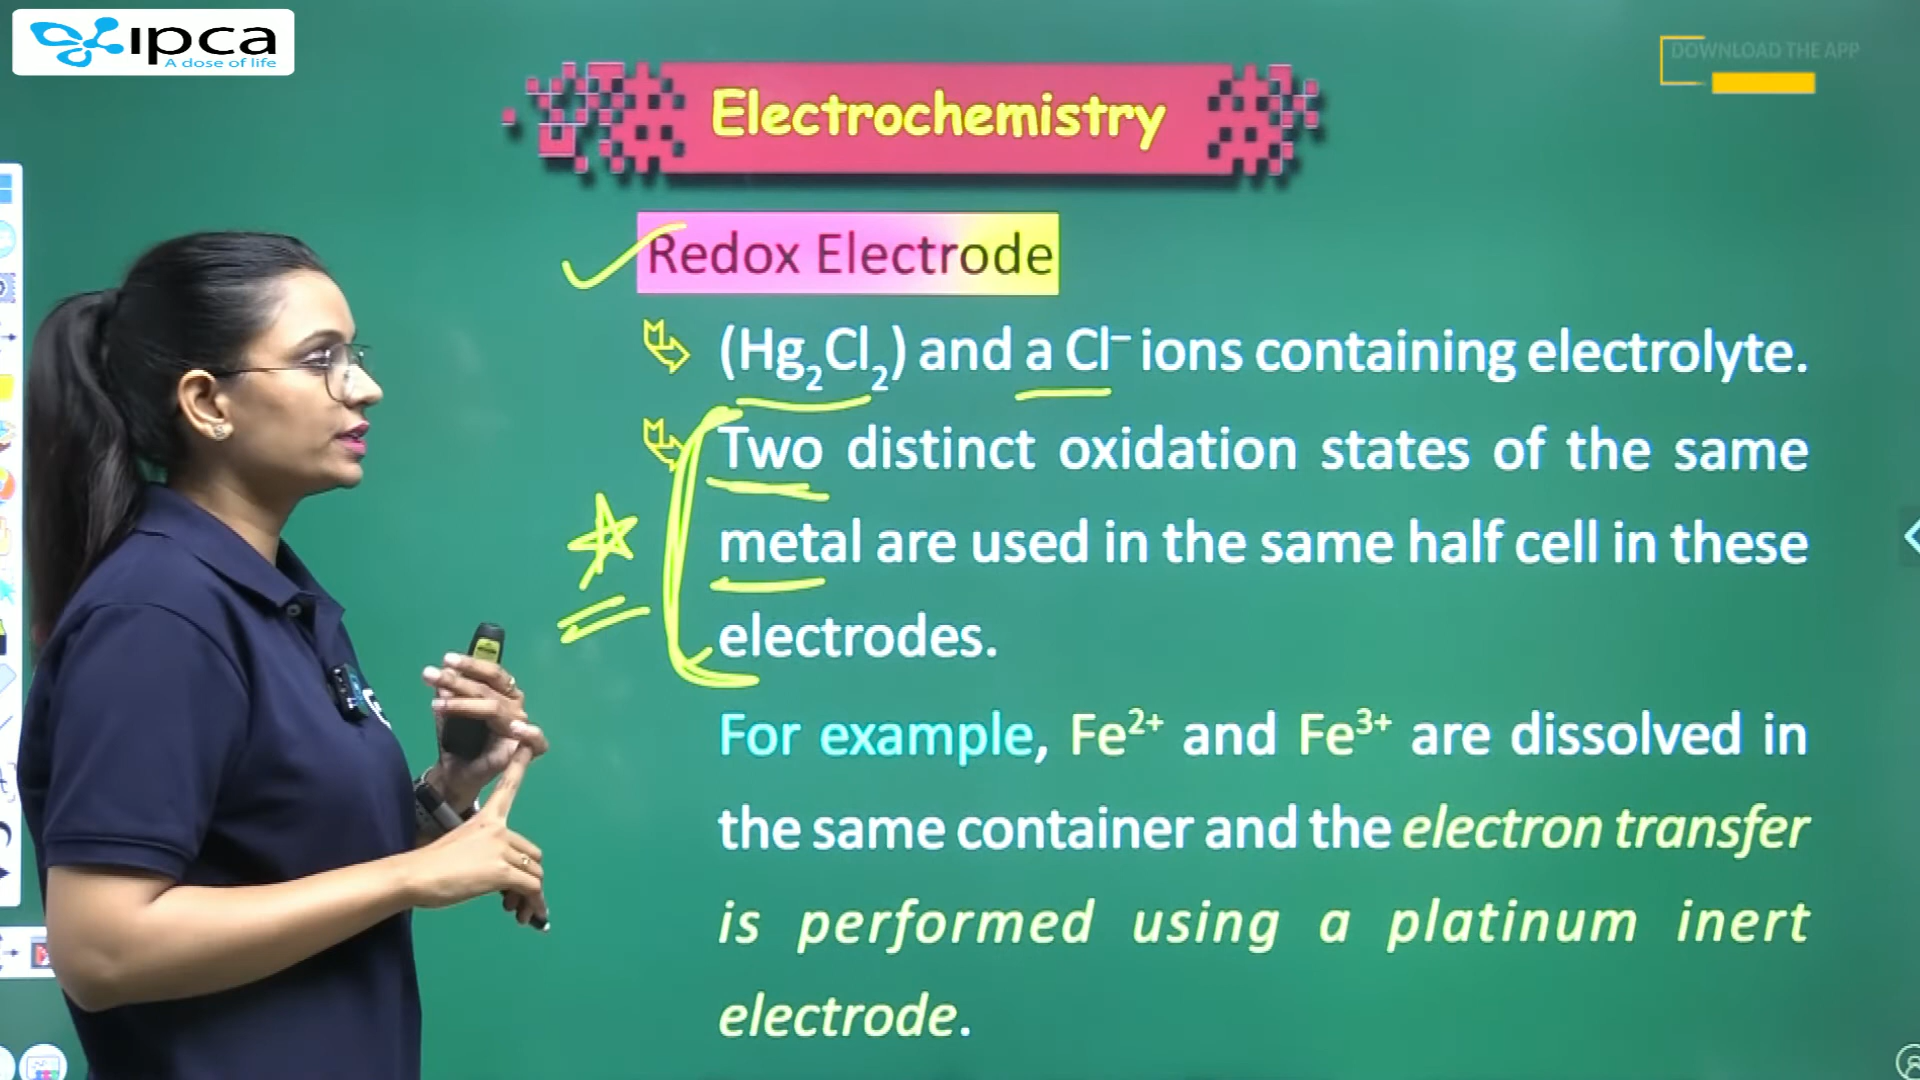 ipca
A dose of life
DOWNLOAD THE APP
Electrochemistry
Redox Electrode
(Hg₂Cl₂) and a Cl⁻ ions containing electrolyte.
Two distinct oxidation states of the same
metal are used in the same half cell in these
electrodes.
For example, Fe²⁺ and Fe³⁺ are dissolved in
the same container and the electron transfer
is performed using a platinum inert
electrode.